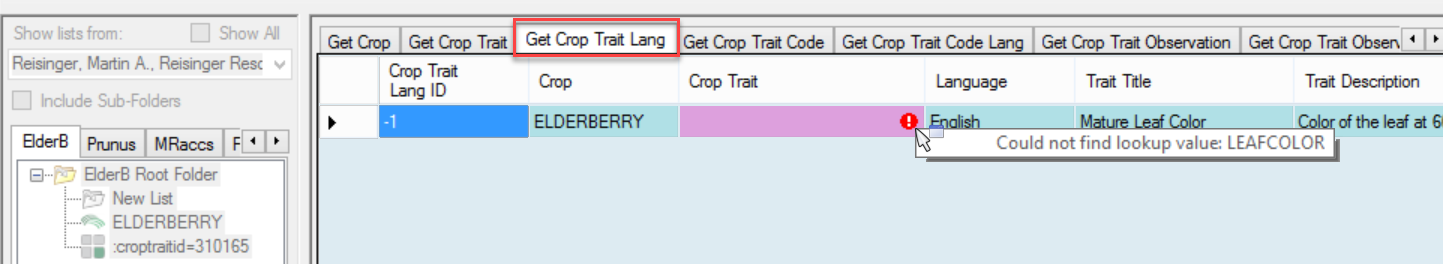 Show lists from: Show All
Reisinger, Martin A., Reisinger Resc
Include Sub-Folders
ElderB Prunus MRaccs F
ElderB Root Folder
New List
ELDERBERRY
:croptraitid=310165
Get Crop Get Crop Trait Get Crop Trait Lang Get Crop Trait Code Get Crop Trait Code Lang Get Crop Trait Observation Get Crop Trait Observ
Crop Trait Lang ID Crop Crop Trait Language Trait Title Trait Description
-1 ELDERBERRY English Mature Leaf Color Color of the leaf at 6
Could not find lookup value: LEAFCOLOR